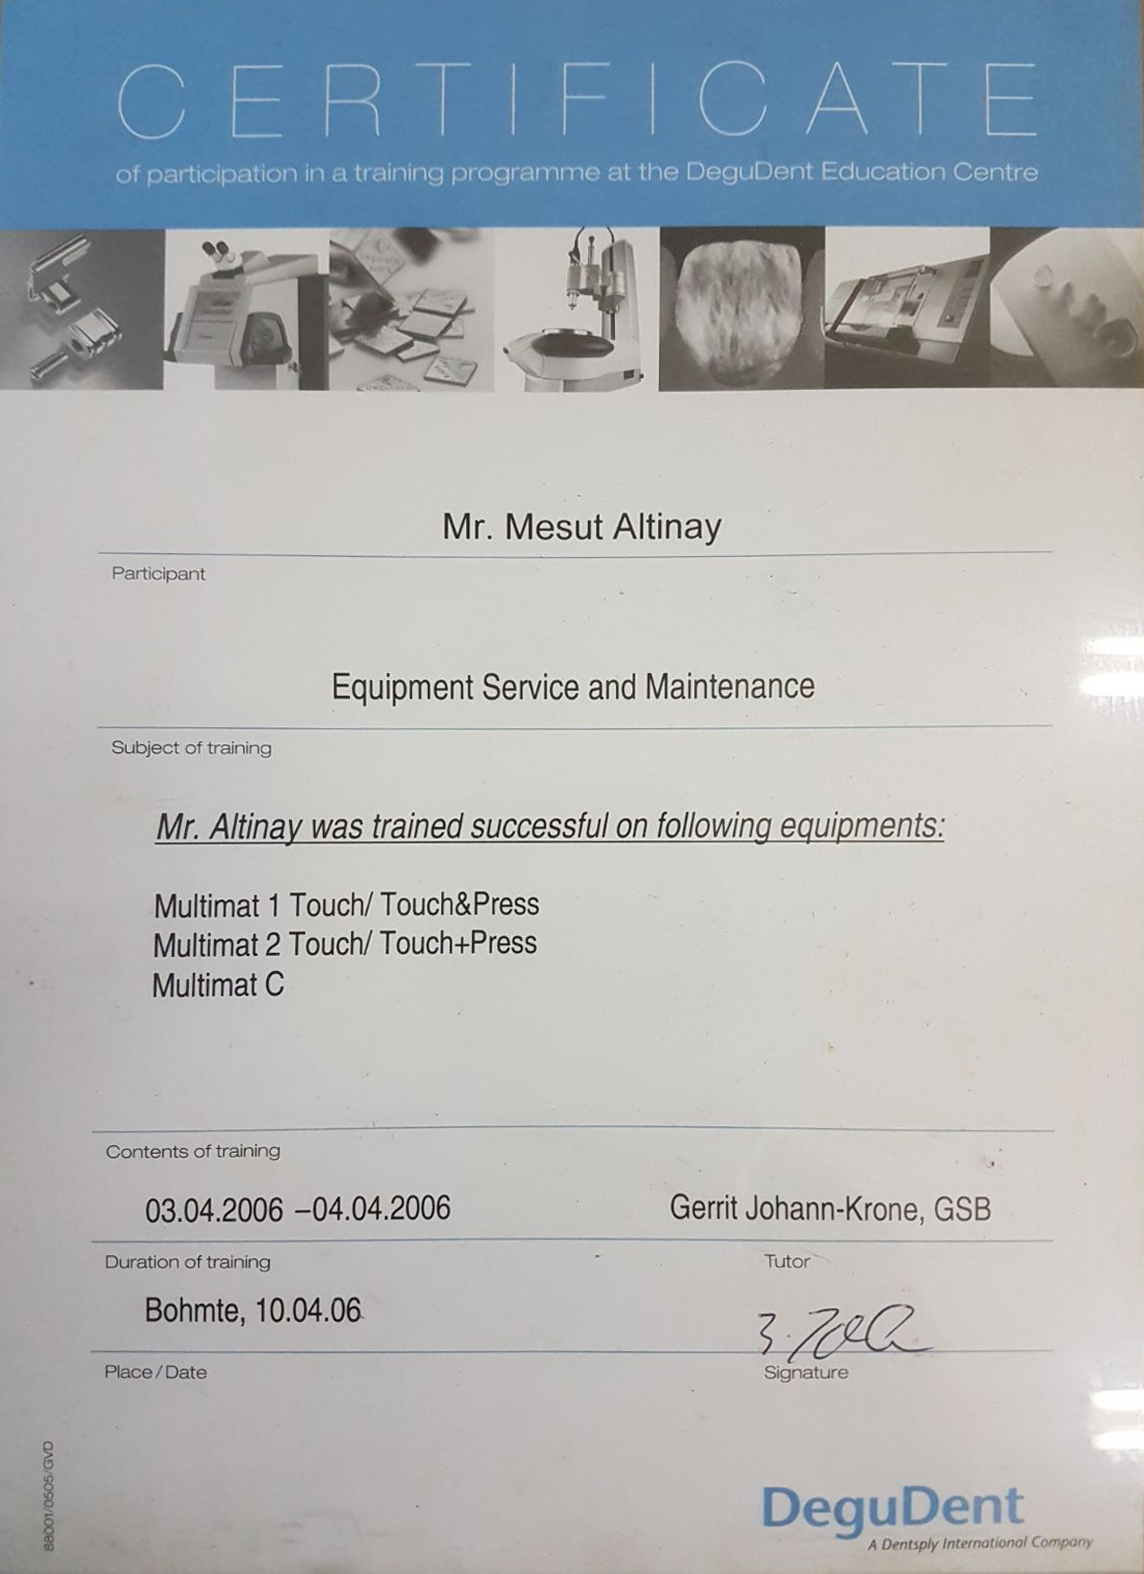 CERTIFICATE
of participation in a training programme at the DeguDent Education Centre
Mr. Mesut Altinay
Participant
Equipment Service and Maintenance
Subject of training
Mr. Altinay was trained successful on following equipments:
Multimat 1 Touch/ Touch&Press
Multimat 2 Touch/ Touch+Press
Multimat C
Contents of training
03.04.2006 –04.04.2006 Gerrit Johann-Krone, GSB
Duration of training Tutor
Bohmte, 10.04.06
Place / Date Signature
88001/0505/GVD
DeguDent
A Dentsply International Company